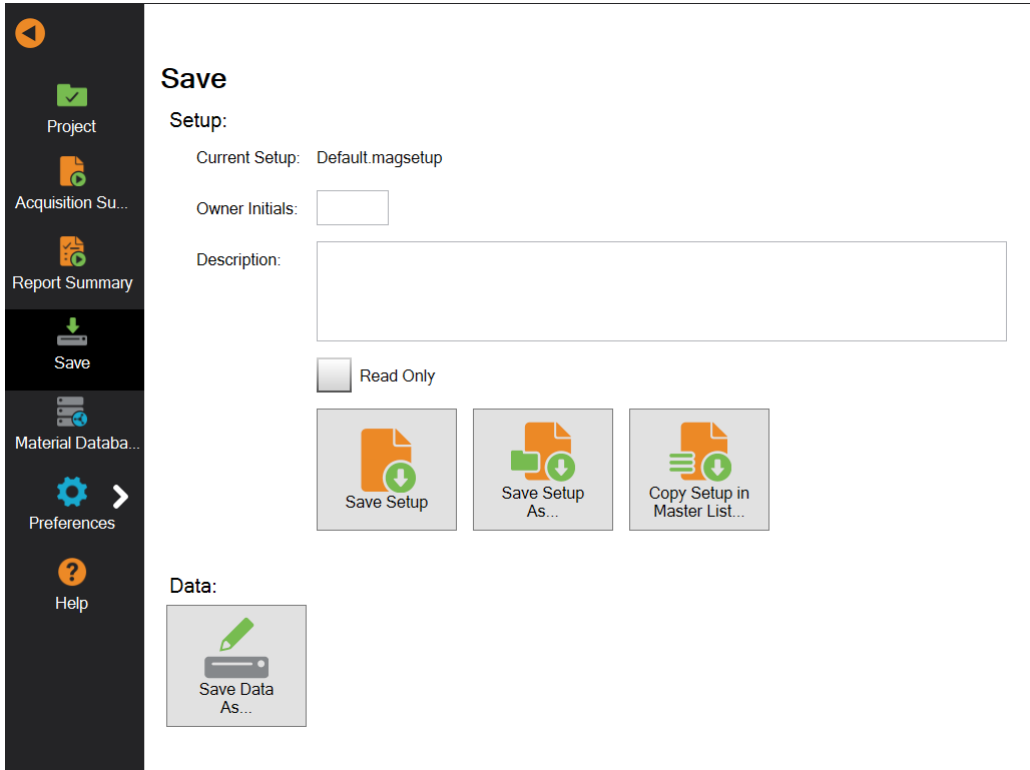 Project
Acquisition Su...
Report Summary
Save
Material Databa...
Preferences
Help
Save
Setup:
Current Setup: Default.magsetup
Owner Initials:
Description:
Read Only
Save Setup
Save Setup
As...
Copy Setup in
Master List...
Data:
Save Data
As...